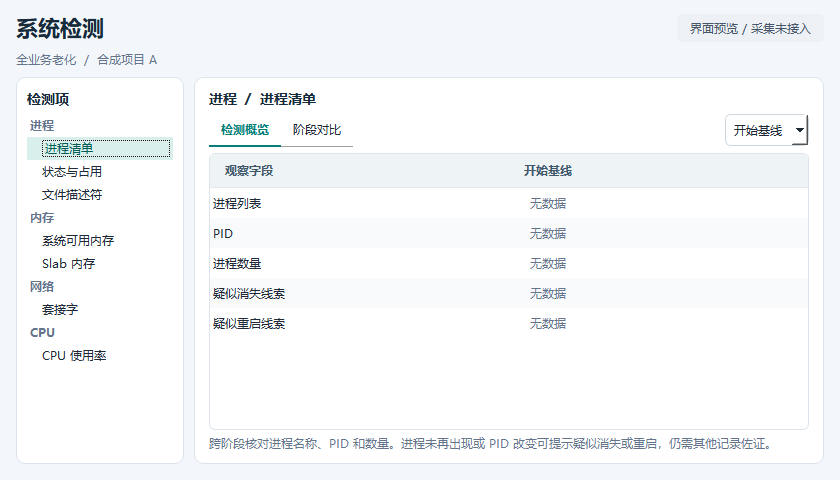 系统检测
界面预览 / 采集未接入
全业务老化 / 合成项目 A
检测项
进程
进程清单
状态与占用
文件描述符
内存
系统可用内存
Slab 内存
网络
套接字
CPU
CPU 使用率
进程 / 进程清单
检测概览 阶段对比
开始基线
观察字段 开始基线
进程列表 无数据
PID 无数据
进程数量 无数据
疑似消失线索 无数据
疑似重启线索 无数据
跨阶段核对进程名称、PID 和数量。进程未再出现或 PID 改变可提示疑似消失或重启，仍需其他记录佐证。